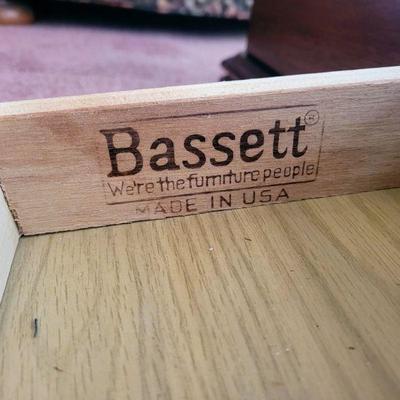 Bassett®
We're the furniture people
MADE IN USA